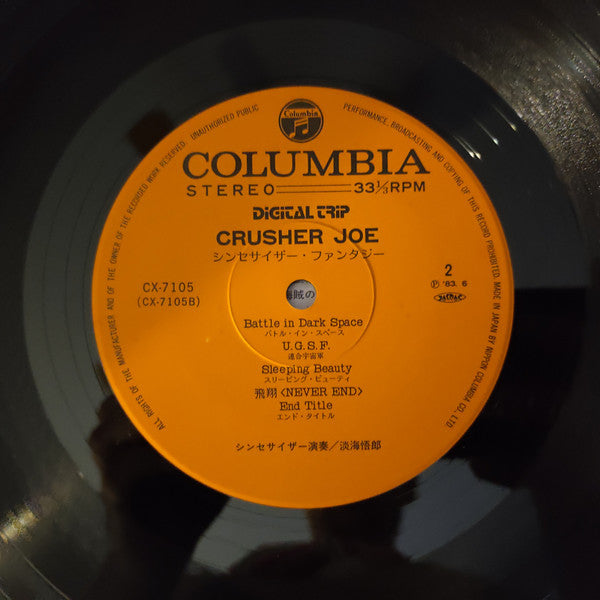 Columbia
COLUMBIA
STEREO 33⅓RPM
DIGITAL TRIP
CRUSHER JOE
シンセサイザー・ファンタジー
CX-7105
(CX-7105B)
2
Ⓟ '83. 6
賊の
Battle in Dark Space
バトル・イン・スペース
U.G.S.F.
連合宇宙軍
Sleeping Beauty
スリーピング・ビューティ
飛翔〈NEVER END〉
End Title
エンド・タイトル
シンセサイザー演奏/淡海悟郎
ALL RIGHTS OF THE MANUFACTURER AND OF THE OWNER OF THE RECORDED WORK RESERVED. UNAUTHORIZED PUBLIC PERFORMANCE, BROADCASTING AND COPYING OF THIS RECORD PROHIBITED. MADE IN JAPAN BY NIPPON COLUMBIA CO., LTD.